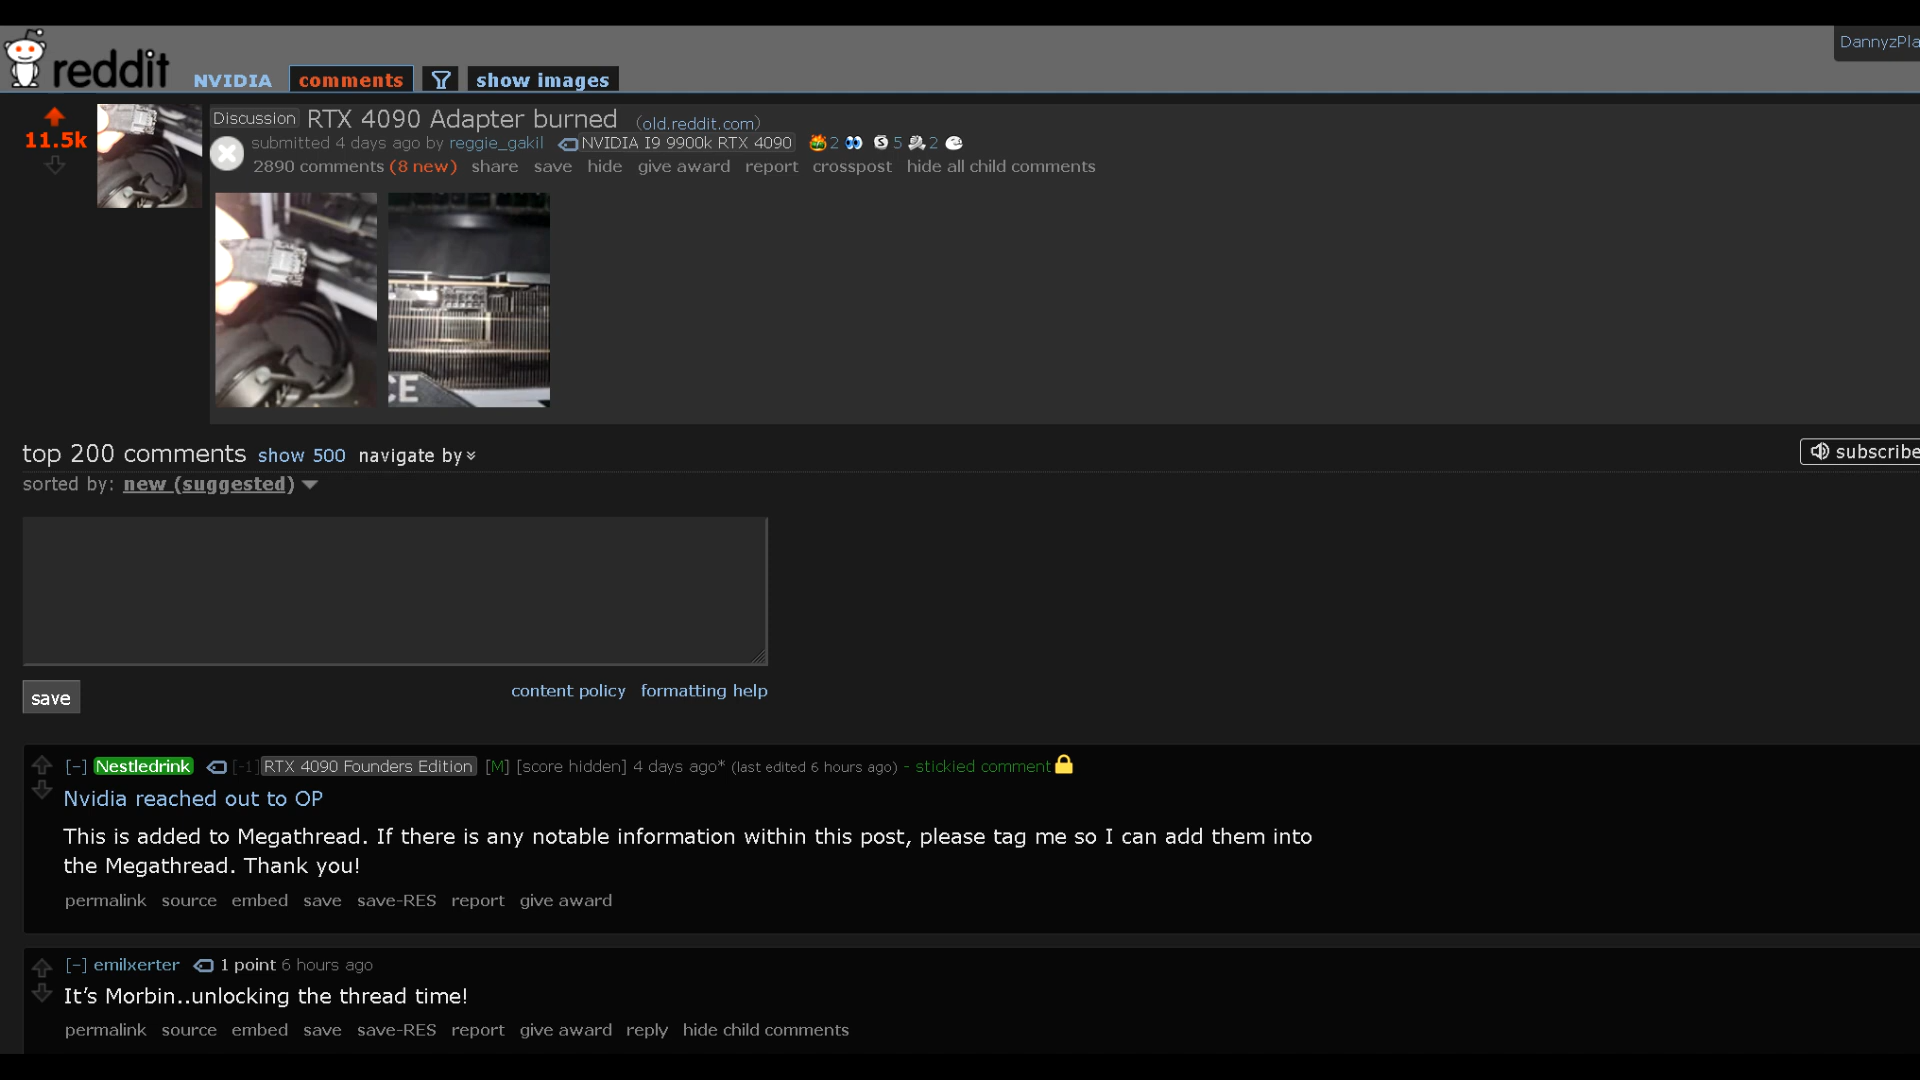 DannyzPla
reddit NVIDIA comments show images
11.5k
Discussion RTX 4090 Adapter burned (old.reddit.com)
submitted 4 days ago by reggie_gakil NVIDIA I9 9900k RTX 4090 2 5 2
2890 comments (8 new) share save hide give award report crosspost hide all child comments
CE
top 200 comments show 500 navigate by
subscribe
sorted by: new (suggested)
save content policy formatting help
[–] Nestledrink [-1] RTX 4090 Founders Edition [M] [score hidden] 4 days ago* (last edited 6 hours ago) - stickied comment
Nvidia reached out to OP
This is added to Megathread. If there is any notable information within this post, please tag me so I can add them into
the Megathread. Thank you!
permalink source embed save save-RES report give award
[–] emilxerter 1 point 6 hours ago
It’s Morbin..unlocking the thread time!
permalink source embed save save-RES report give award reply hide child comments